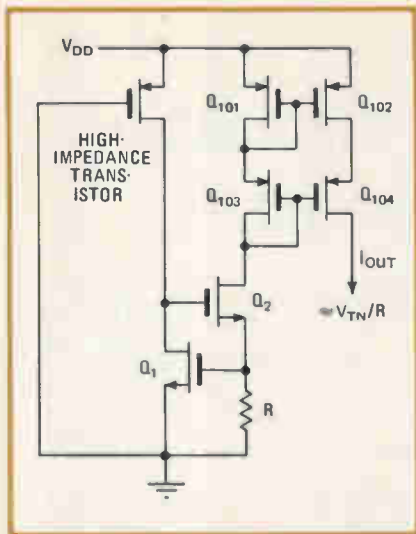 V_DD
HIGH-
IMPEDANCE
TRANS-
ISTOR
Q_101
Q_102
Q_103
Q_104
I_OUT
≈ V_TN/R
Q_2
Q_1
R